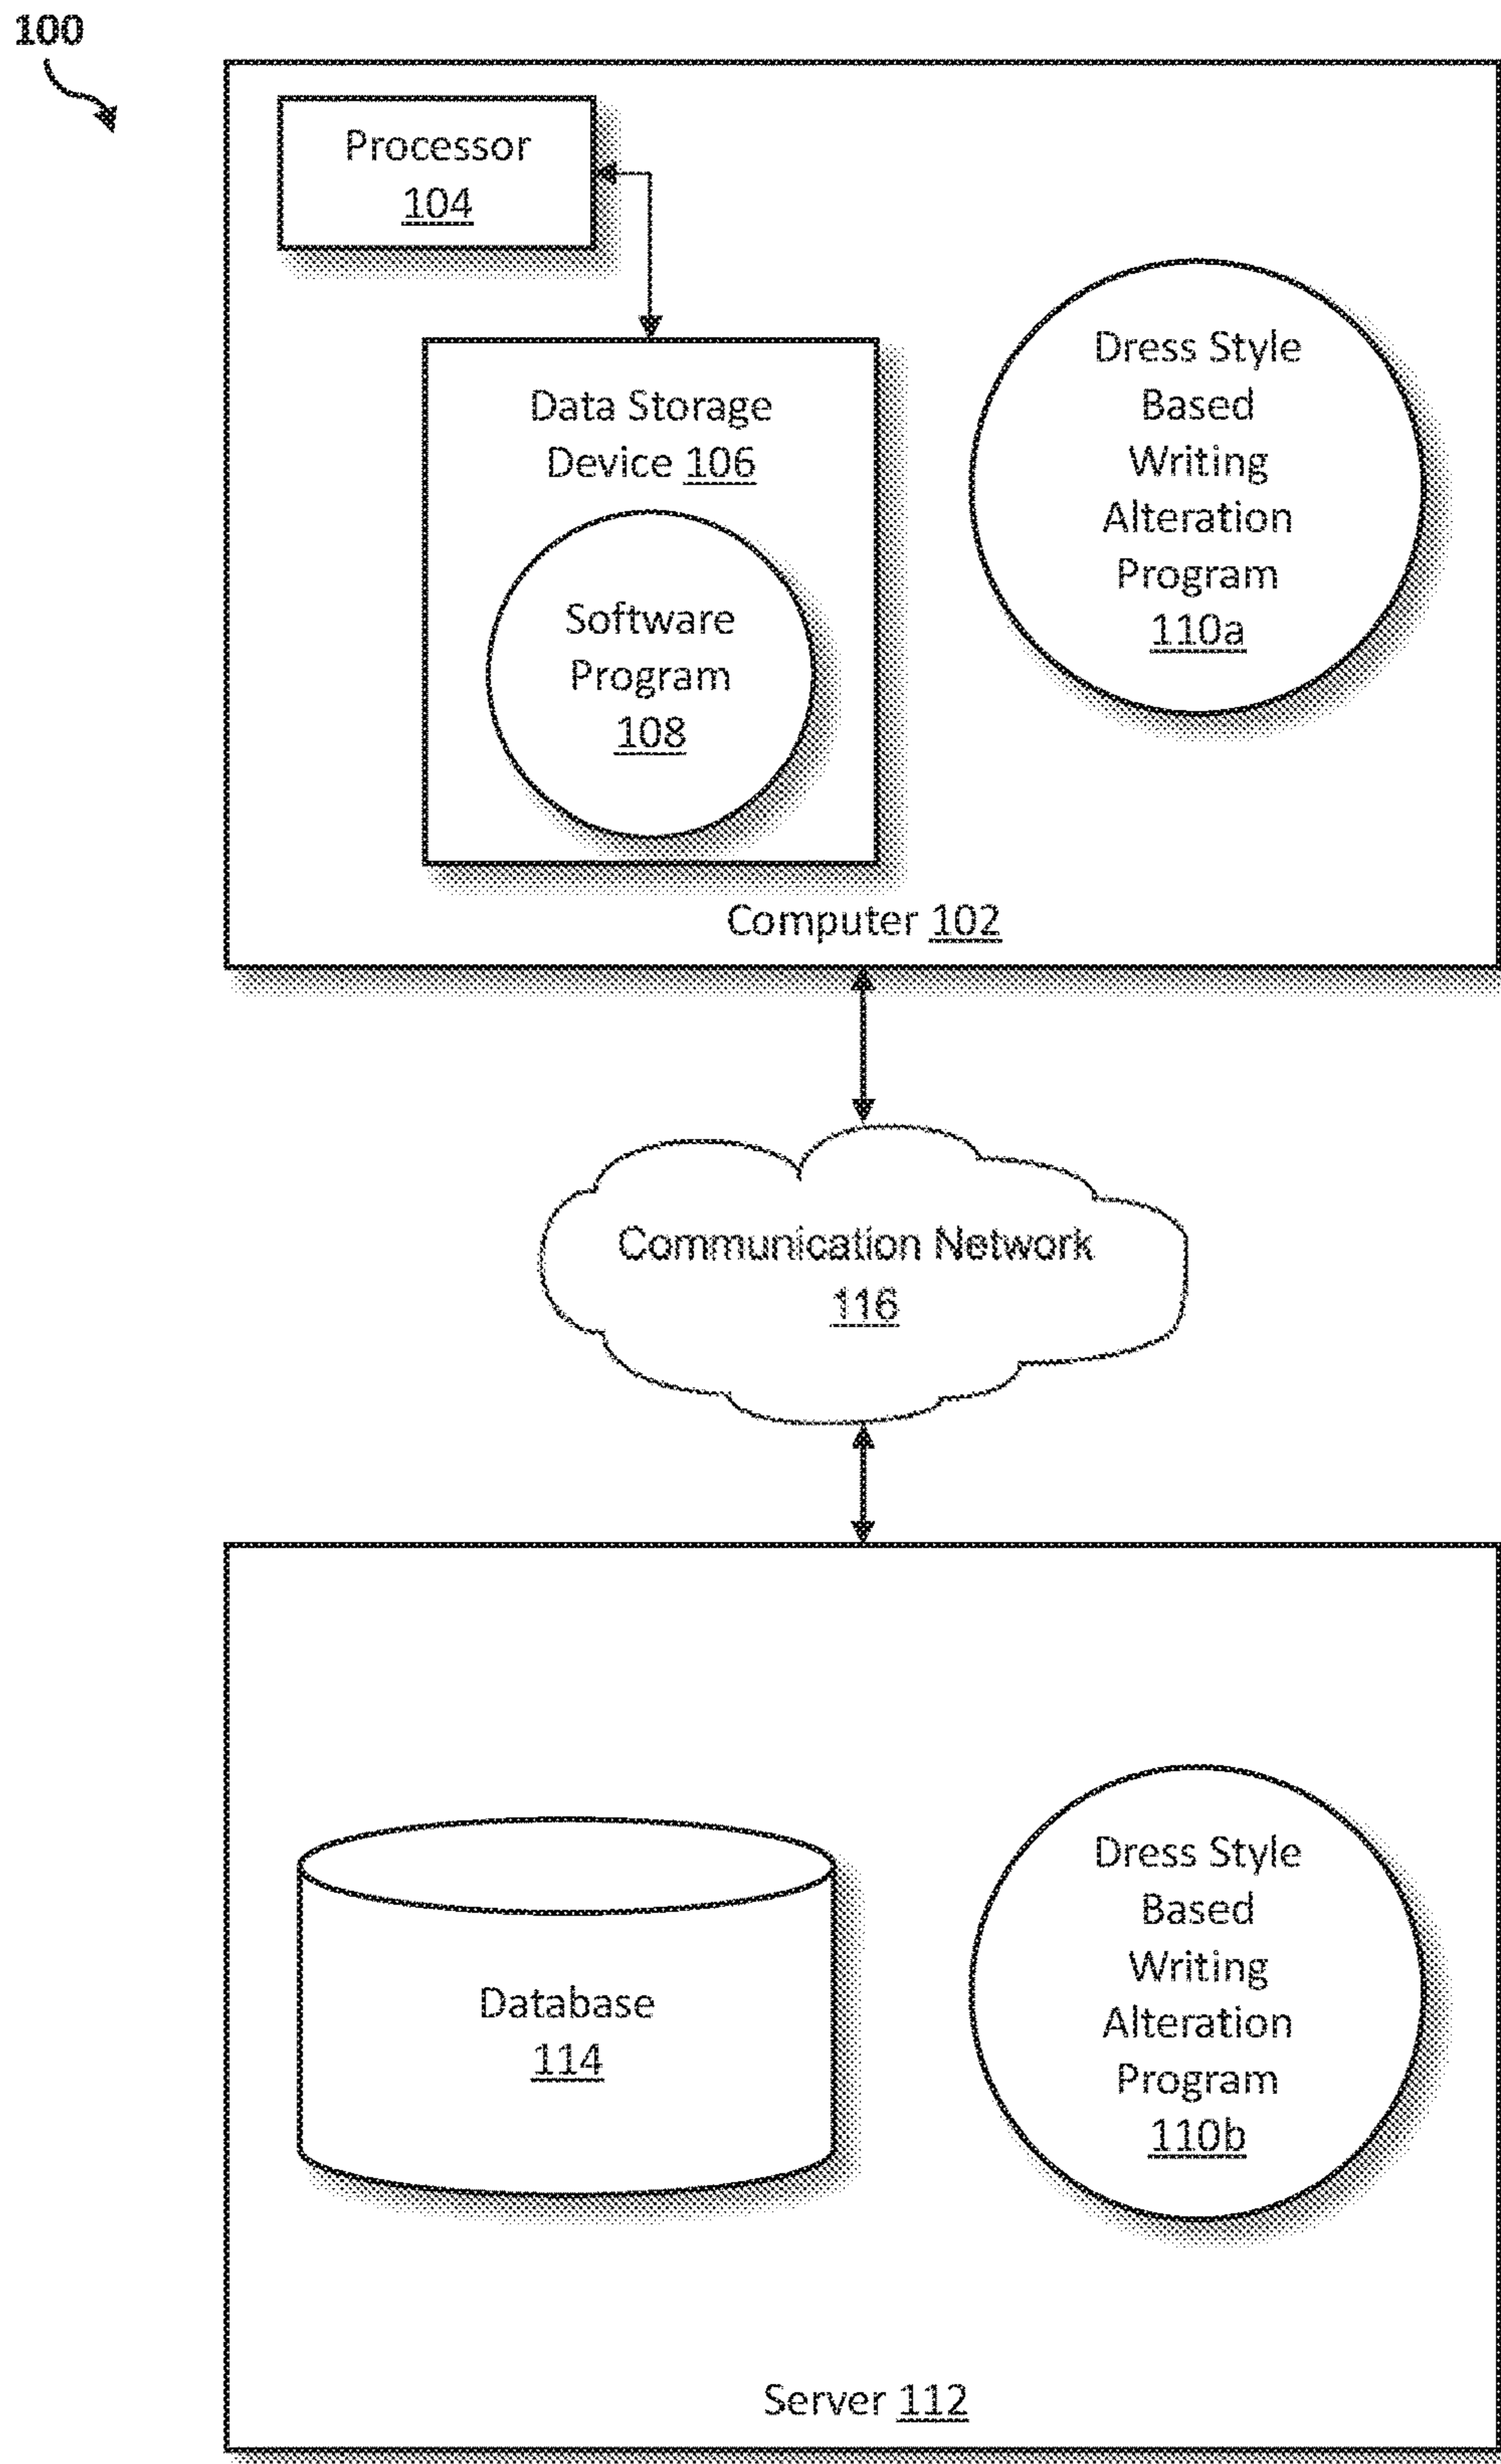 100
Processor
104
Data Storage
Device 106
Software
Program
108
Dress Style
Based
Writing
Alteration
Program
110a
Computer 102
Communication Network
116
Database
114
Dress Style
Based
Writing
Alteration
Program
110b
Server 112